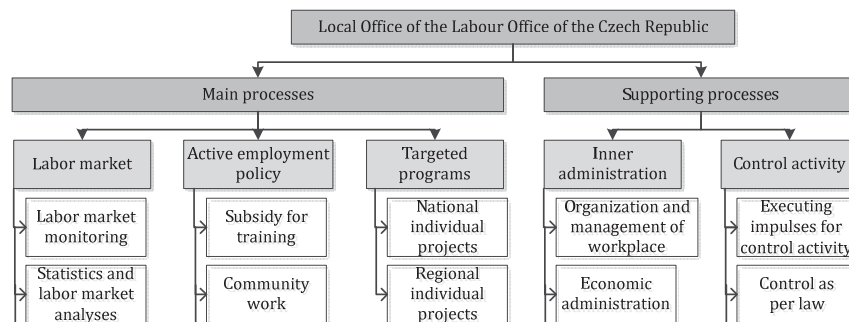 Local Office of the Labour Office of the Czech Republic
Main processes
Supporting processes
Labor market
Active employment
policy
Targeted
programs
Inner
administration
Control activity
Labor market
monitoring
Subsidy for
training
National
individual
projects
Organization and
management of
workplace
Executing
impulses for
control activity
Statistics and
labor market
analyses
Community
work
Regional
individual
projects
Economic
administration
Control as
per law